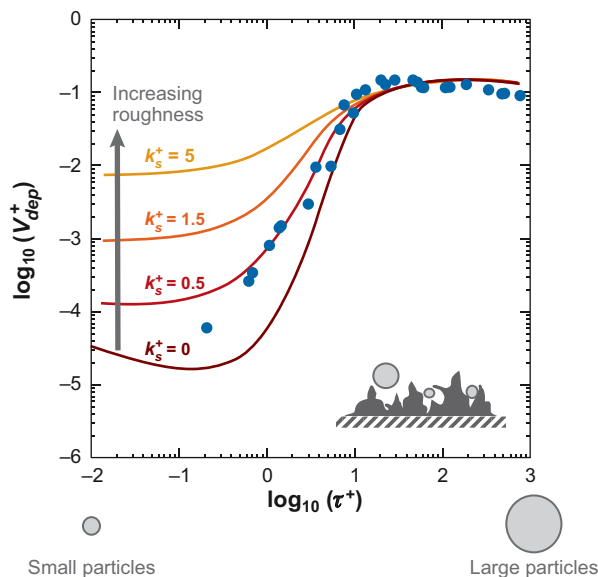 log₁₀ (V⁺dep)
0
–1
–2
–3
–4
–5
–6
Increasing
roughness
k⁺s = 5
k⁺s = 1.5
k⁺s = 0.5
k⁺s = 0
–2
–1
0
1
2
3
log₁₀ (τ⁺)
Small particles
Large particles